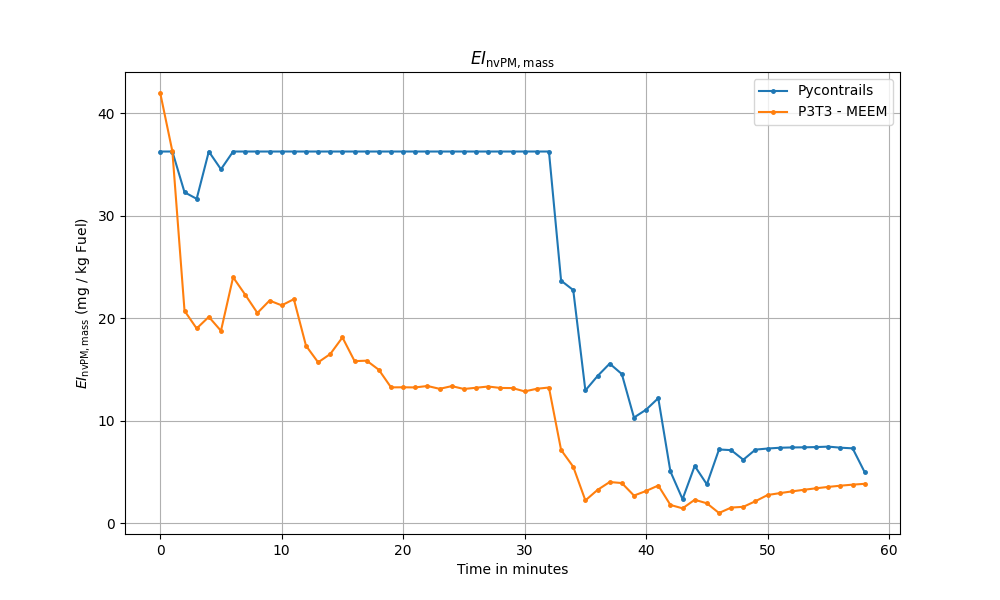 EI_nvPM, mass
Pycontrails
P3T3 - MEEM
EI_nvPM, mass (mg / kg Fuel)
40
30
20
10
0
0 10 20 30 40 50 60
Time in minutes